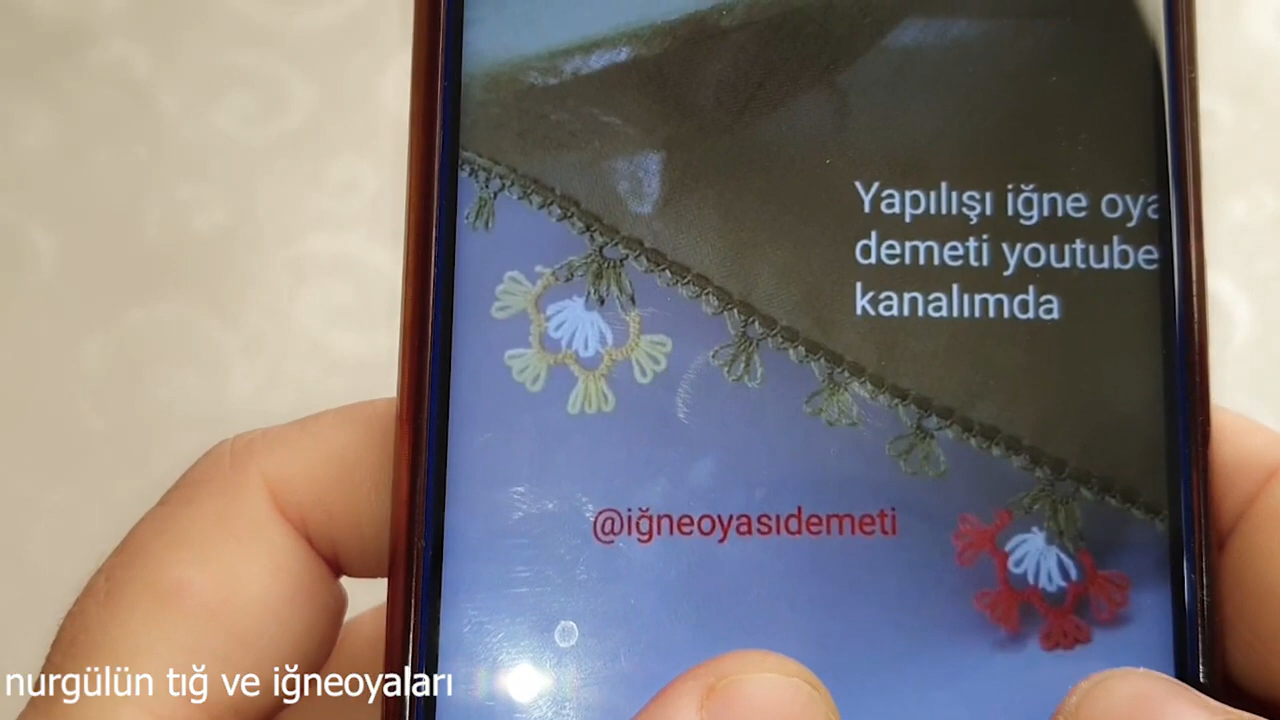 Yapılışı iğne oya
demeti youtube
kanalımda
@iğneoyasıdemeti
nurgülün tığ ve iğneoyaları